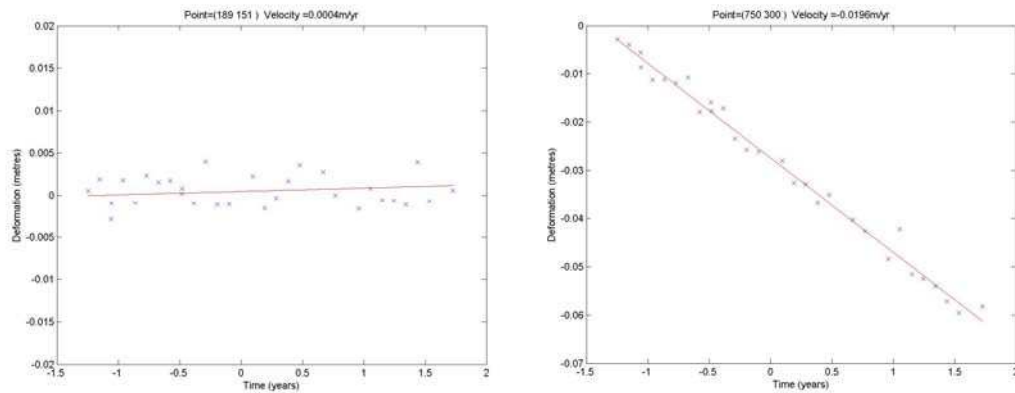 Point=(189 151 ) Velocity =0.0004m/yr
0.02
0.015
0.01
0.005
0
-0.005
-0.01
-0.015
-0.02
Deformation (metres)
-1.5 -1 -0.5 0 0.5 1 1.5 2
Time (years)
Point=(750 300 ) Velocity =-0.0196m/yr
0
-0.01
-0.02
-0.03
-0.04
-0.05
-0.06
-0.07
Deformation (metres)
-1.5 -1 -0.5 0 0.5 1 1.5 2
Time (years)